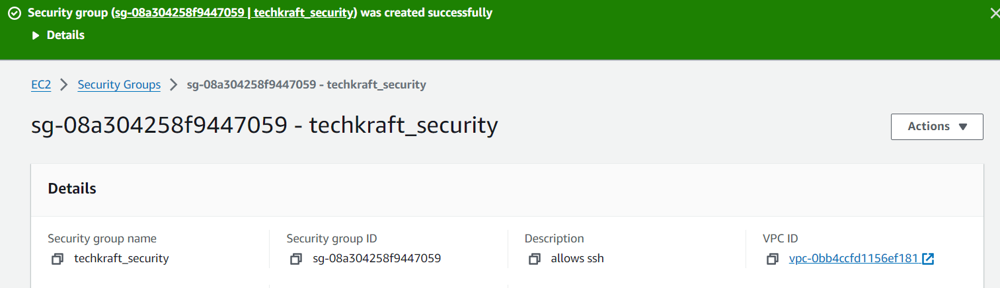 Security group (sg-08a304258f9447059 | techkraft_security) was created successfully
Details
EC2 > Security Groups > sg-08a304258f9447059 - techkraft_security
sg-08a304258f9447059 - techkraft_security
Actions
Details
Security group name
techkraft_security
Security group ID
sg-08a304258f9447059
Description
allows ssh
VPC ID
vpc-0bb4ccfd1156ef181